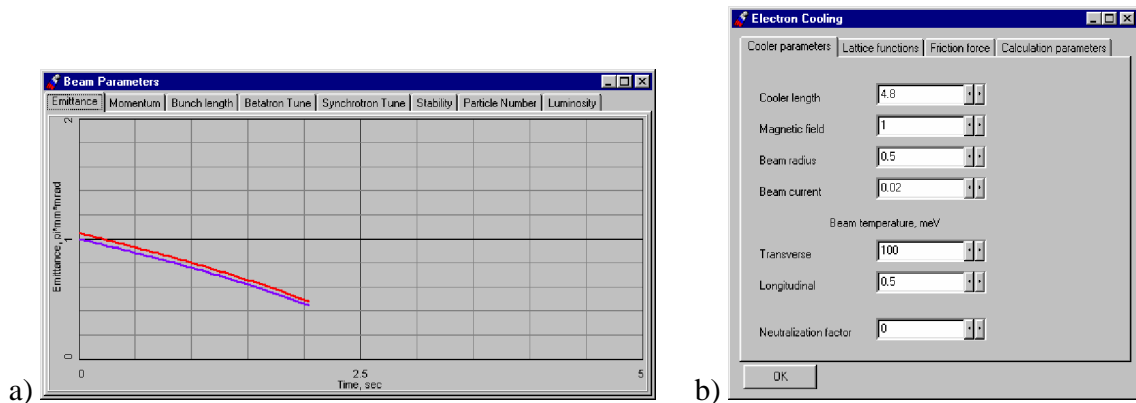 Beam Parameters
Emittance Momentum Bunch length Betatron Tune Synchrotron Tune Stability Particle Number Luminosity
2
1
0
Emittance, pi*mm*mrad
0 2.5 5
Time, sec
a)
Electron Cooling
Cooler parameters Lattice functions Friction force Calculation parameters
Cooler length 4.8
Magnetic field 1
Beam radius 0.5
Beam current 0.02
Beam temperature, meV
Transverse 100
Longitudinal 0.5
Neutralization factor 0
OK
b)